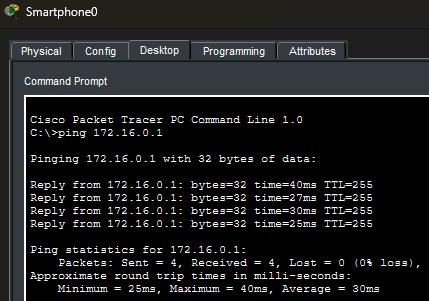 Smartphone0
Physical Config Desktop Programming Attributes
Command Prompt
Cisco Packet Tracer PC Command Line 1.0
C:\>ping 172.16.0.1
Pinging 172.16.0.1 with 32 bytes of data:
Reply from 172.16.0.1: bytes=32 time=40ms TTL=255
Reply from 172.16.0.1: bytes=32 time=27ms TTL=255
Reply from 172.16.0.1: bytes=32 time=30ms TTL=255
Reply from 172.16.0.1: bytes=32 time=25ms TTL=255
Ping statistics for 172.16.0.1:
Packets: Sent = 4, Received = 4, Lost = 0 (0% loss),
Approximate round trip times in milli-seconds:
Minimum = 25ms, Maximum = 40ms, Average = 30ms